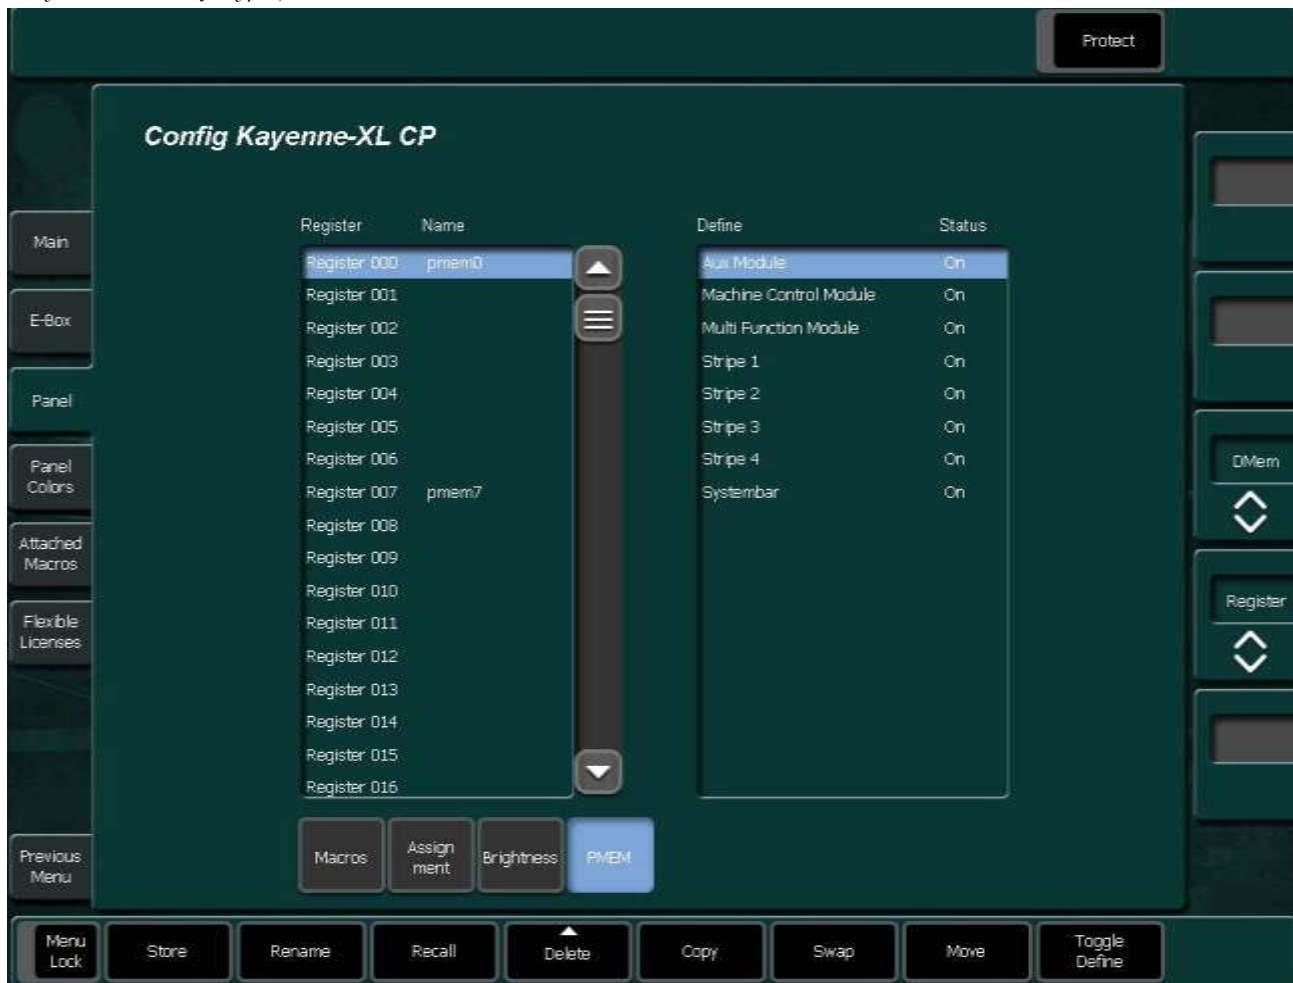 Protect
Config Kayenne-XL CP
Register Name Define Status
Register 000 pmem0 Aux Module On
Register 001 Machine Control Module On
Register 002 Multi Function Module On
Register 003 Stripe 1 On
Register 004 Stripe 2 On
Register 005 Stripe 3 On
Register 006 Stripe 4 On
Register 007 pmem7 Systembar On
Register 008
Register 009
Register 010
Register 011
Register 012
Register 013
Register 014
Register 015
Register 016
Main
E-Box
Panel
Panel
Colors
Attached
Macros
Flexible
Licenses
Previous
Menu
DMem
Register
Macros
Assign
ment
Brightness
PMEM
Menu
Lock
Store
Rename
Recall
Delete
Copy
Swap
Move
Toggle
Define